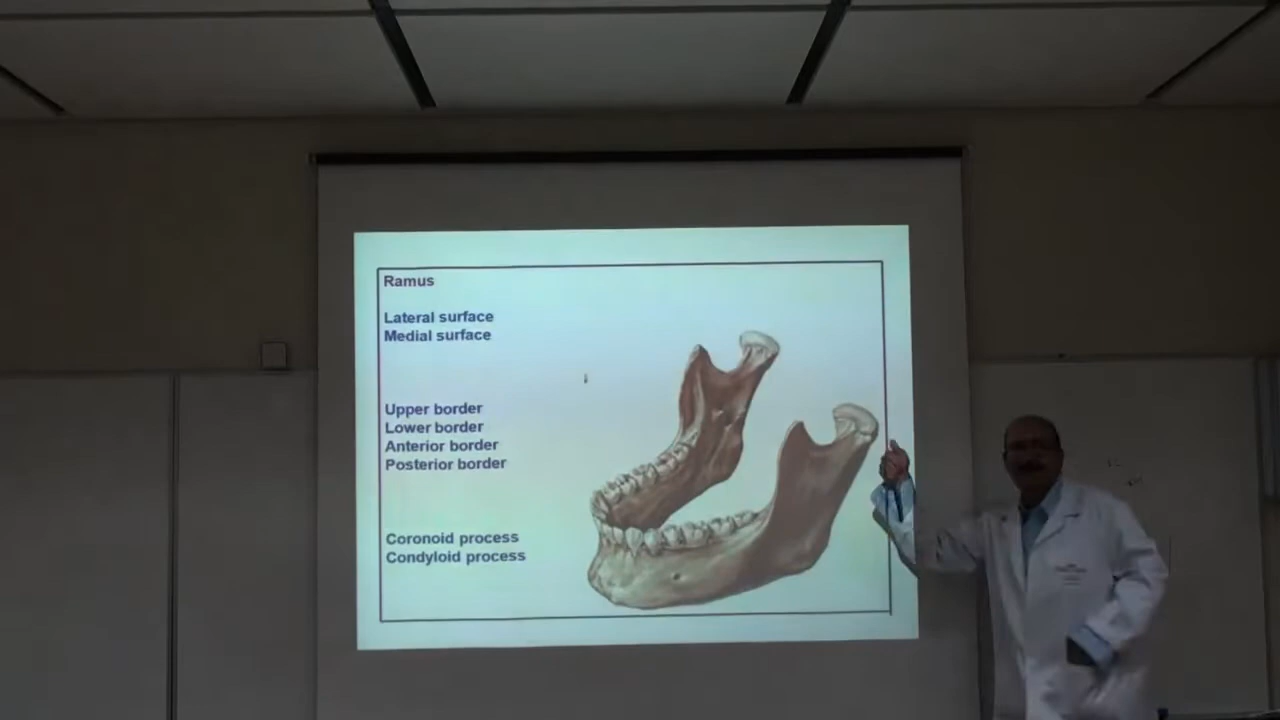 Ramus
Lateral surface
Medial surface
Upper border
Lower border
Anterior border
Posterior border
Coronoid process
Condyloid process